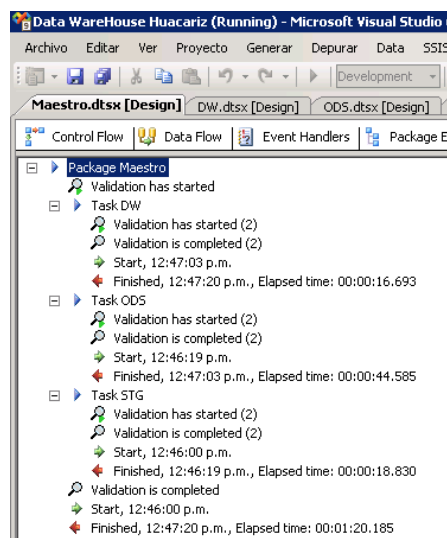 Data WareHouse Huacariz (Running) - Microsoft Visual Studio
Archivo Editar Ver Proyecto Generar Depurar Data SSIS
Development
Maestro.dtsx [Design] DW.dtsx [Design] ODS.dtsx [Design]
Control Flow Data Flow Event Handlers Package E
Package Maestro
Validation has started
Task DW
Validation has started (2)
Validation is completed (2)
Start, 12:47:03 p.m.
Finished, 12:47:20 p.m., Elapsed time: 00:00:16.693
Task ODS
Validation has started (2)
Validation is completed (2)
Start, 12:46:19 p.m.
Finished, 12:47:03 p.m., Elapsed time: 00:00:44.585
Task STG
Validation has started (2)
Validation is completed (2)
Start, 12:46:00 p.m.
Finished, 12:46:19 p.m., Elapsed time: 00:00:18.830
Validation is completed
Start, 12:46:00 p.m.
Finished, 12:47:20 p.m., Elapsed time: 00:01:20.185